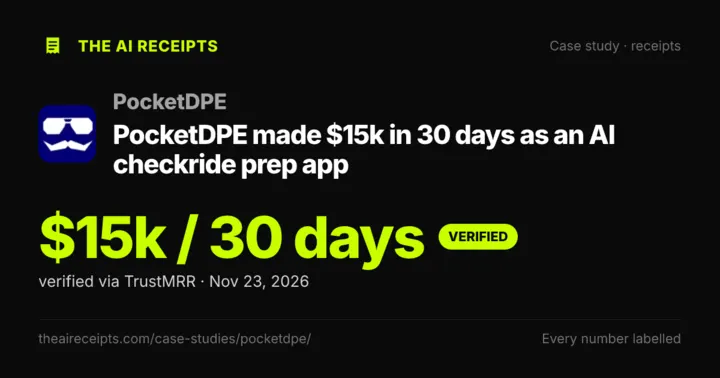 THE AI RECEIPTS
Case study · receipts
PocketDPE
PocketDPE made $15k in 30 days as an AI
checkride prep app
$15k / 30 days
VERIFIED
verified via TrustMRR · Nov 23, 2026
theaireceipts.com/case-studies/pocketdpe/
Every number labelled